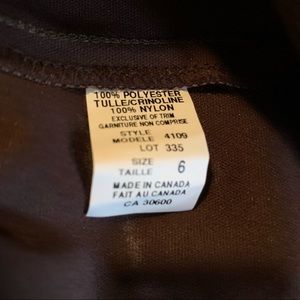 100% POLYESTER
TULLE/CRINOLINE
100% NYLON
EXCLUSIVE OF TRIM
GARNITURE NON COMPRISE
STYLE
MODELE 4109
LOT 335
SIZE
TAILLE 6
MADE IN CANADA
FAIT AU CANADA
CA 30600